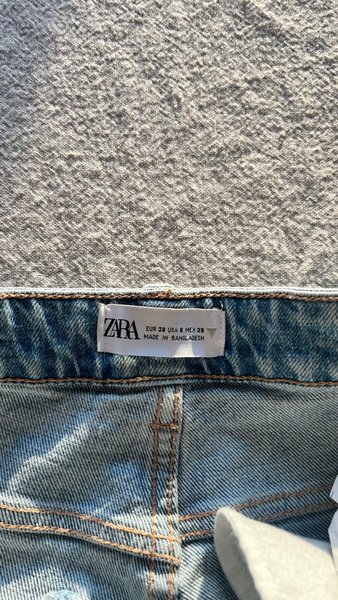 ZARA
EUR 38 USA 6 MEX 28
MADE IN BANGLADESH